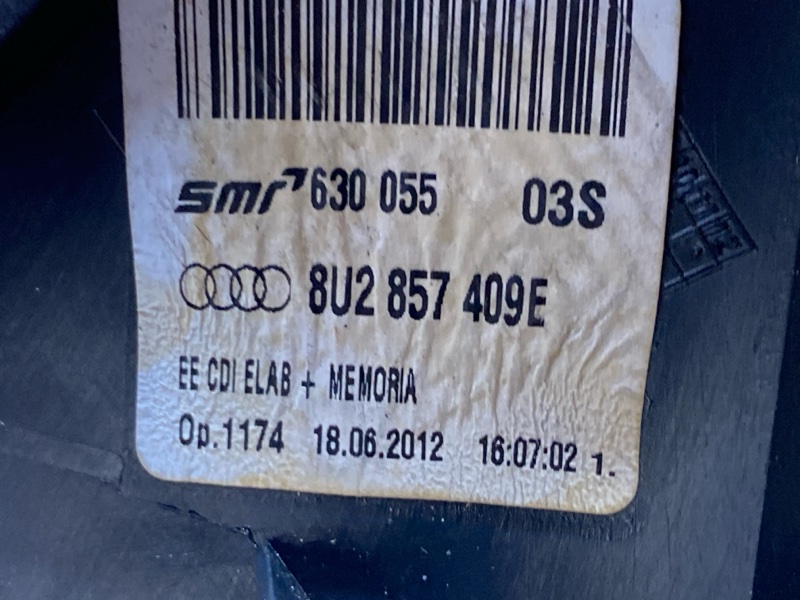 smr 630 055 03S
8U2 857 409E
EE CDI ELAB + MEMORIA
Op.1174 18.06.2012 16:07:02 1.